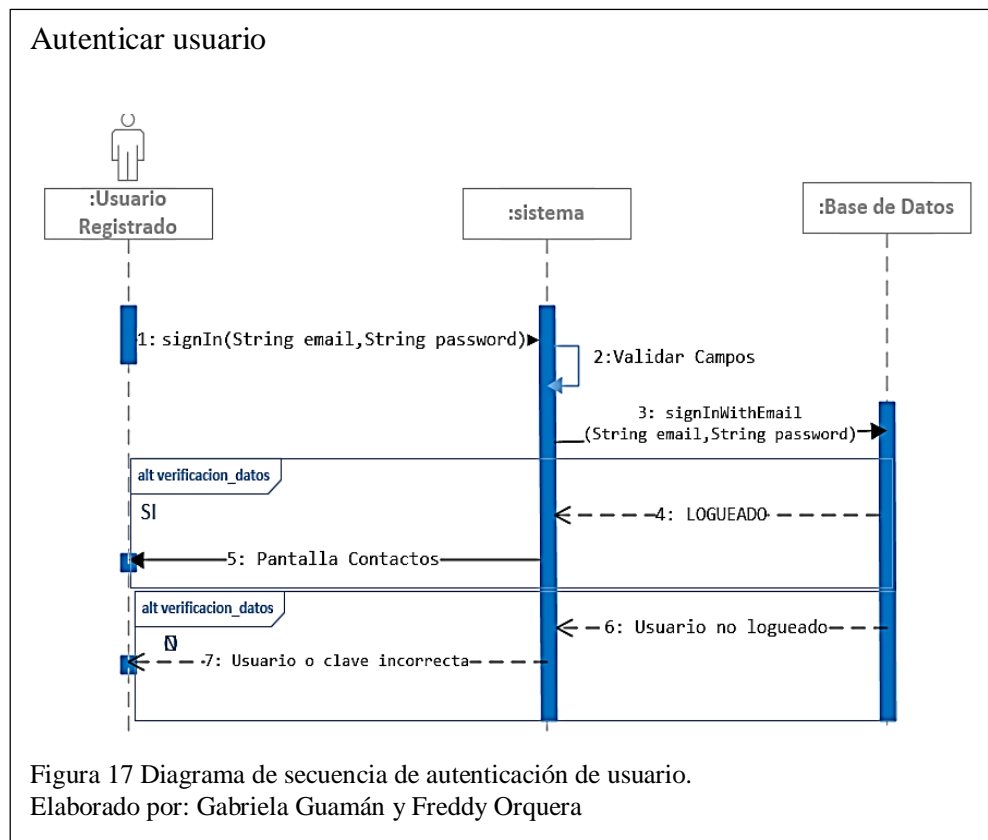 Autenticar usuario
:Usuario
Registrado
:sistema
:Base de Datos
1: signIn(String email,String password)
2:Validar Campos
3: signInWithEmail
(String email,String password)
alt verificacion_datos
SI
4: LOGUEADO
5: Pantalla Contactos
alt verificacion_datos
6: Usuario no logueado
7: Usuario o clave incorrecta
Figura 17 Diagrama de secuencia de autenticación de usuario.
Elaborado por: Gabriela Guamán y Freddy Orquera